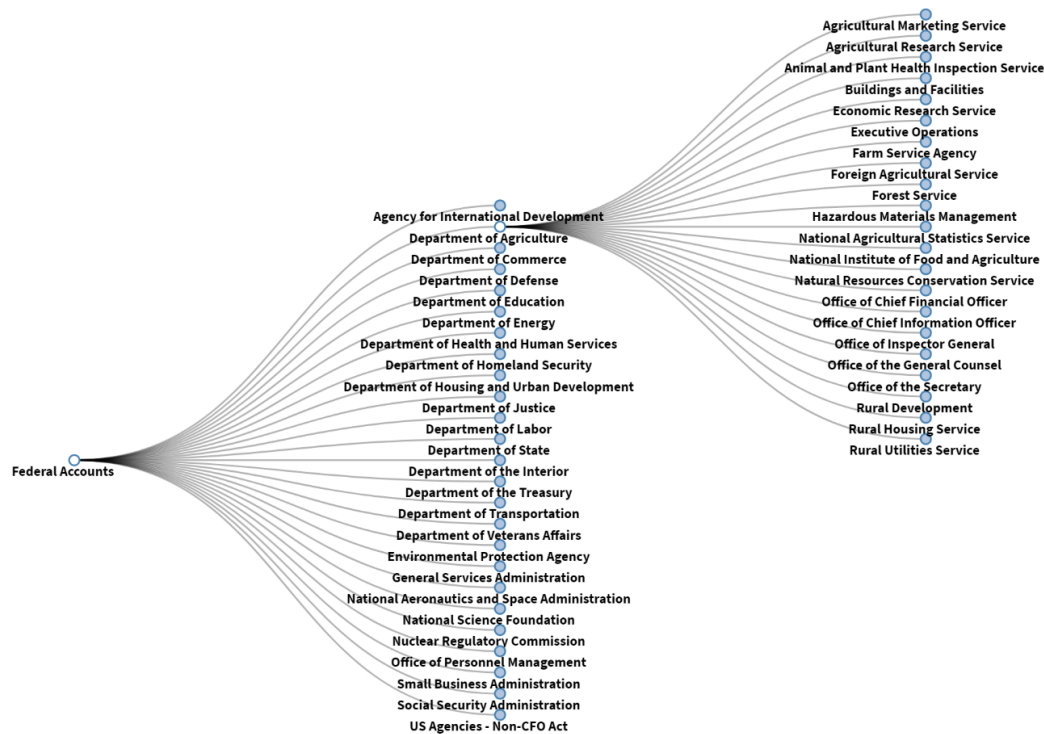 Federal Accounts
Agency for International Development
Department of Agriculture
Department of Commerce
Department of Defense
Department of Education
Department of Energy
Department of Health and Human Services
Department of Homeland Security
Department of Housing and Urban Development
Department of Justice
Department of Labor
Department of State
Department of the Interior
Department of the Treasury
Department of Transportation
Department of Veterans Affairs
Environmental Protection Agency
General Services Administration
National Aeronautics and Space Administration
National Science Foundation
Nuclear Regulatory Commission
Office of Personnel Management
Small Business Administration
Social Security Administration
US Agencies - Non-CFO Act
Agricultural Marketing Service
Agricultural Research Service
Animal and Plant Health Inspection Service
Buildings and Facilities
Economic Research Service
Executive Operations
Farm Service Agency
Foreign Agricultural Service
Forest Service
Hazardous Materials Management
National Agricultural Statistics Service
National Institute of Food and Agriculture
Natural Resources Conservation Service
Office of Chief Financial Officer
Office of Chief Information Officer
Office of Inspector General
Office of the General Counsel
Office of the Secretary
Rural Development
Rural Housing Service
Rural Utilities Service